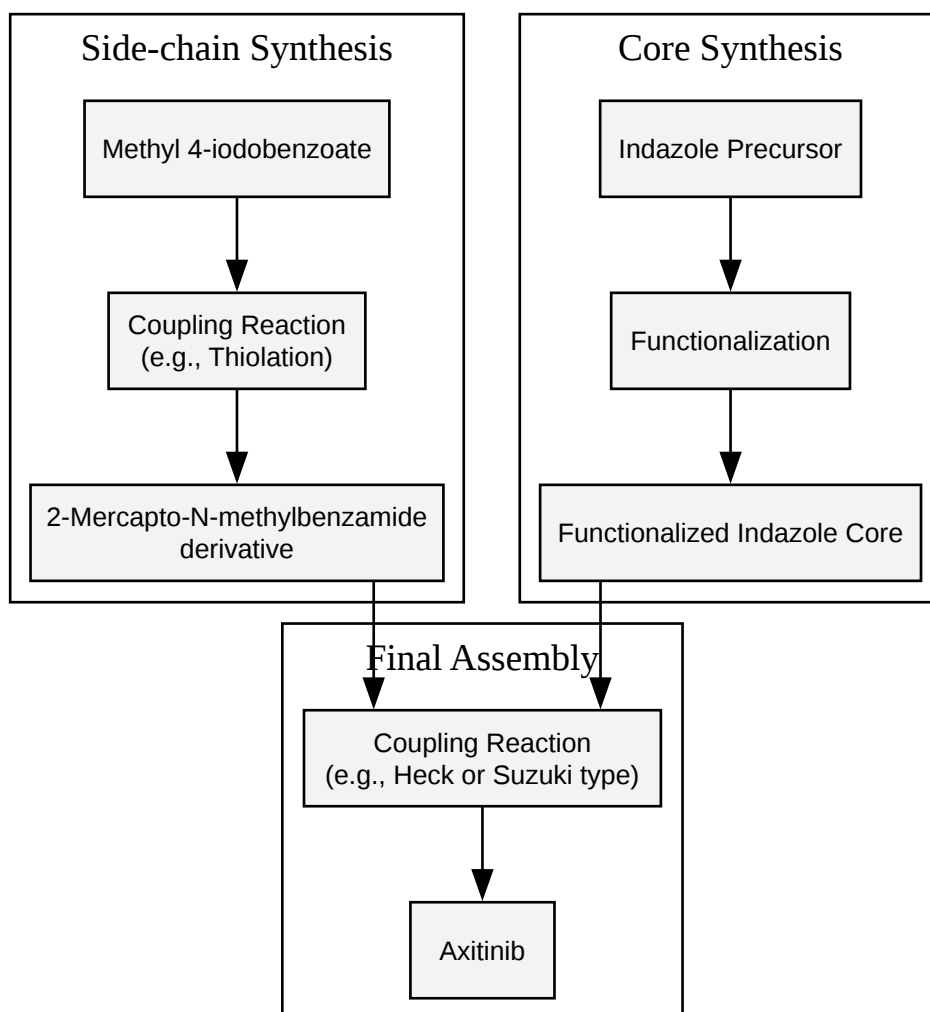 Side-chain Synthesis
Methyl 4-iodobenzoate
Coupling Reaction
(e.g., Thiolation)
2-Mercapto-N-methylbenzamide
derivative
Core Synthesis
Indazole Precursor
Functionalization
Functionalized Indazole Core
Final Assembly
Coupling Reaction
(e.g., Heck or Suzuki type)
Axitinib